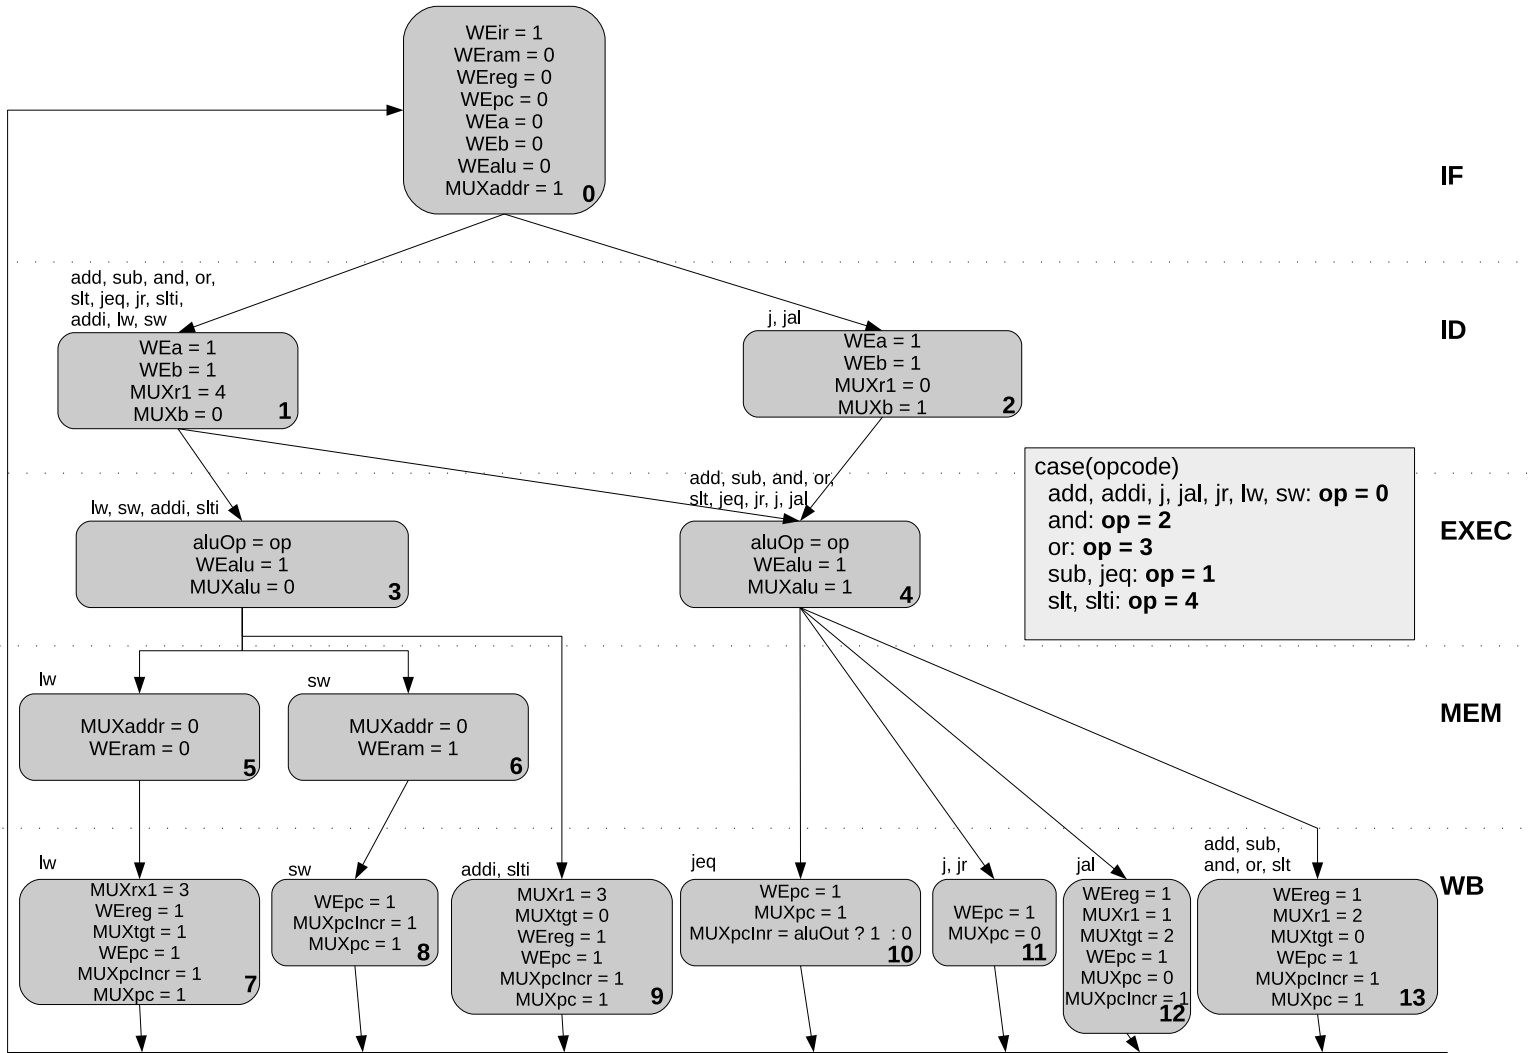 WEir = 1
WEram = 0
WEreg = 0
WEpc = 0
WEa = 0
WEb = 0
WEalu = 0
MUXaddr = 1
0
IF
add, sub, and, or,
slt, jeq, jr, slti,
addi, lw, sw
WEa = 1
WEb = 1
MUXr1 = 4
MUXb = 0
1
j, jal
WEa = 1
WEb = 1
MUXr1 = 0
MUXb = 1
2
ID
lw, sw, addi, slti
aluOp = op
WEalu = 1
MUXalu = 0
3
add, sub, and, or,
slt, jeq, jr, j, jal
aluOp = op
WEalu = 1
MUXalu = 1
4
case(opcode)
add, addi, j, jal, jr, lw, sw: op = 0
and: op = 2
or: op = 3
sub, jeq: op = 1
slt, slti: op = 4
EXEC
lw
MUXaddr = 0
WEram = 0
5
sw
MUXaddr = 0
WEram = 1
6
MEM
lw
MUXrx1 = 3
WEreg = 1
MUXtgt = 1
WEpc = 1
MUXpcIncr = 1
MUXpc = 1
7
sw
WEpc = 1
MUXpcIncr = 1
MUXpc = 1
8
addi, slti
MUXr1 = 3
MUXtgt = 0
WEreg = 1
WEpc = 1
MUXpcIncr = 1
MUXpc = 1
9
jeq
WEpc = 1
MUXpc = 1
MUXpcInr = aluOut ? 1 : 0
10
j, jr
WEpc = 1
MUXpc = 0
11
jal
WEreg = 1
MUXr1 = 1
MUXtgt = 2
WEpc = 1
MUXpc = 0
MUXpcIncr = 1
12
add, sub,
and, or, slt
WEreg = 1
MUXr1 = 2
MUXtgt = 0
WEpc = 1
MUXpcIncr = 1
MUXpc = 1
13
WB